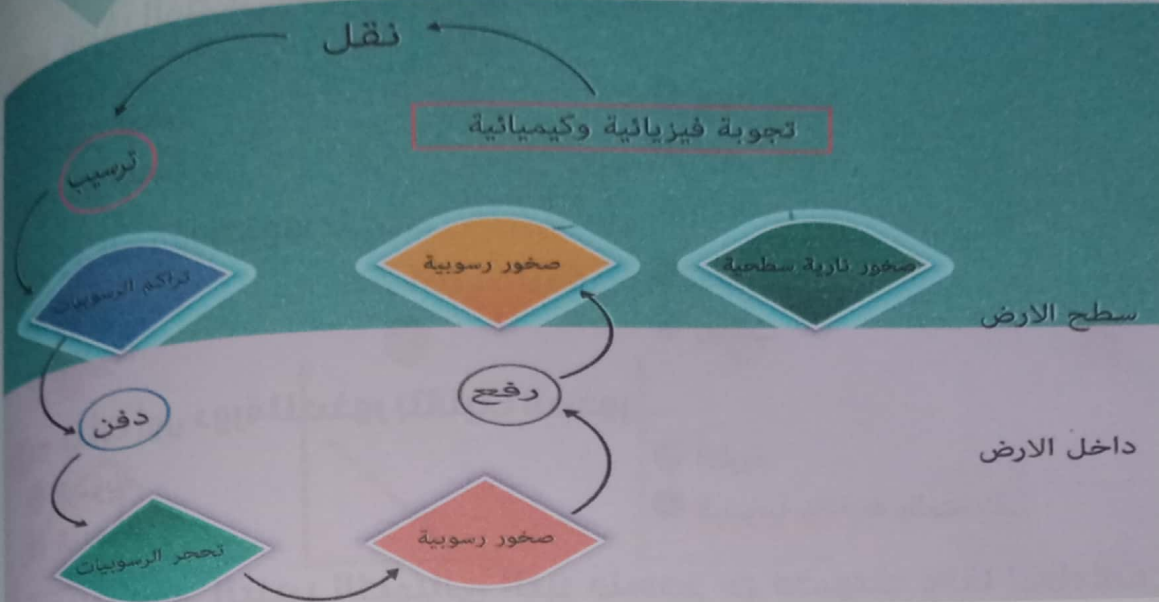 نقل
تجوية فيزيائية وكيميائية
ترسيب
صخور نارية سطحية
صخور رسوبية
تراكم الرسوبيات
سطح الارض
رفع
دفن
داخل الارض
صخور رسوبية
تحجر الرسوبيات